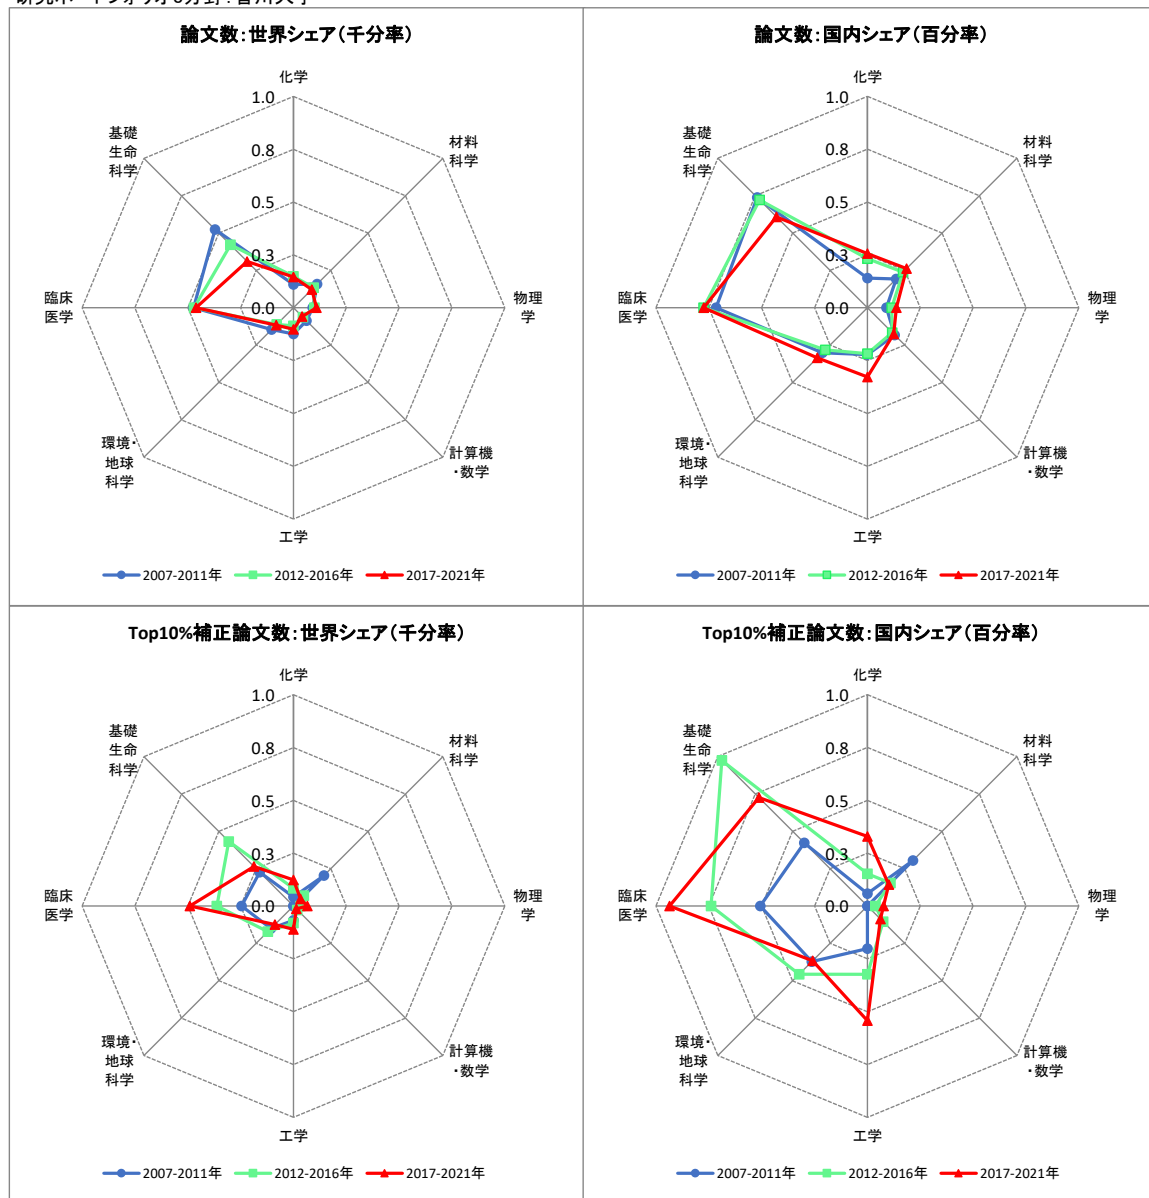 論文数：世界シェア（千分率）
化学
1.0
0.8
0.5
0.3
0.0
材料
科学
物理
学
計算機
・数学
工学
環境・
地球
科学
臨床
医学
基礎
生命
科学
2007-2011年 2012-2016年 2017-2021年
論文数：国内シェア（百分率）
化学
1.0
0.8
0.5
0.3
0.0
材料
科学
物理
学
計算機
・数学
工学
環境・
地球
科学
臨床
医学
基礎
生命
科学
2007-2011年 2012-2016年 2017-2021年
Top10%補正論文数：世界シェア（千分率）
化学
1.0
0.8
0.5
0.3
0.0
材料
科学
物理
学
計算機
・数学
工学
環境・
地球
科学
臨床
医学
基礎
生命
科学
2007-2011年 2012-2016年 2017-2021年
Top10%補正論文数：国内シェア（百分率）
化学
1.0
0.8
0.5
0.3
0.0
材料
科学
物理
学
計算機
・数学
工学
環境・
地球
科学
臨床
医学
基礎
生命
科学
2007-2011年 2012-2016年 2017-2021年